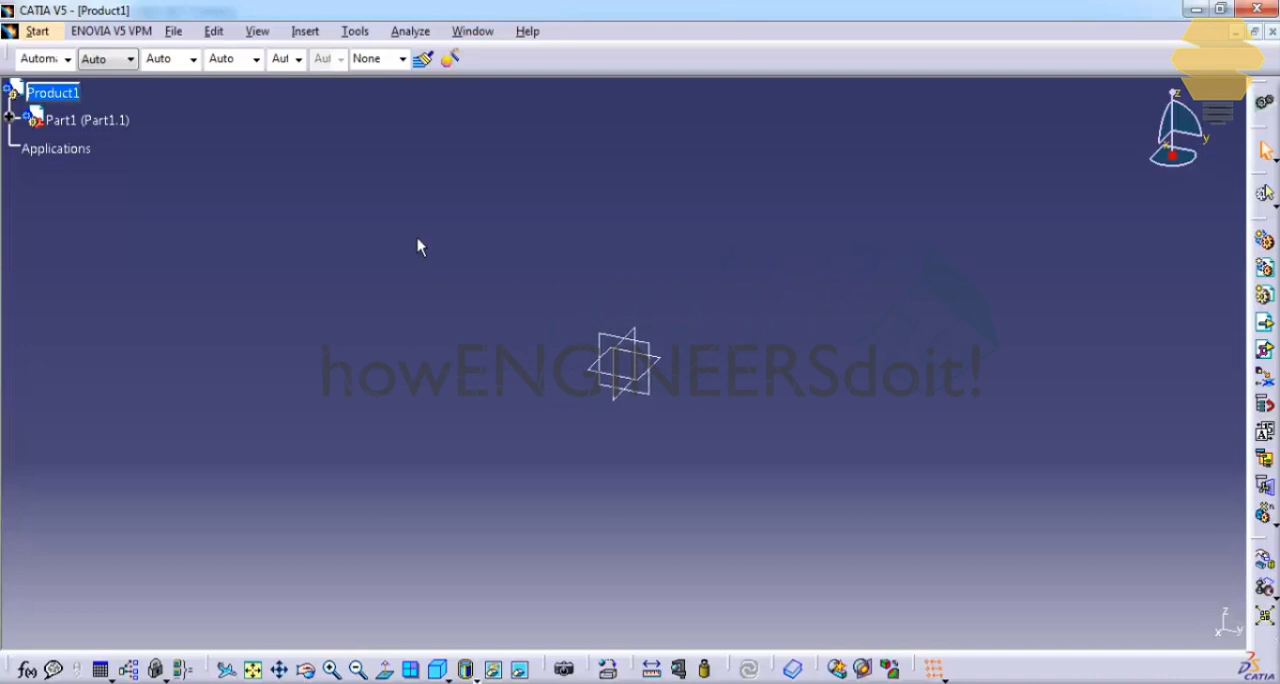 CATIA V5 - [Product1]
Start ENOVIA V5 VPM File Edit View Insert Tools Analyze Window Help
Auto Auto Auto None
Product1
Part1 (Part1.1)
Applications
z
y
x
howENGINEERSdoit!
z
x y
f(x)
CATIA